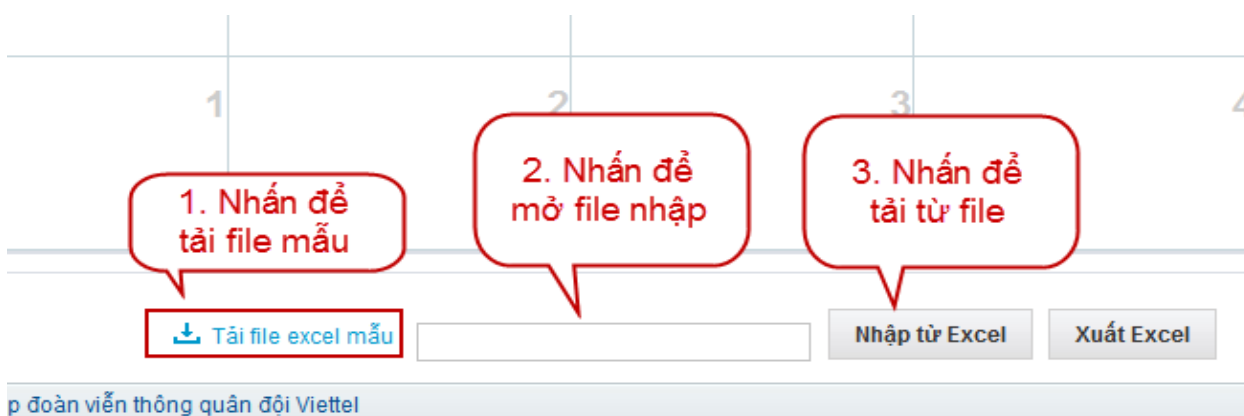 1
2
3
4
1. Nhấn để
tải file mẫu
2. Nhấn để
mở file nhập
3. Nhấn để
tải từ file
Tải file excel mẫu
Nhập từ Excel
Xuất Excel
p đoàn viễn thông quân đội Viettel